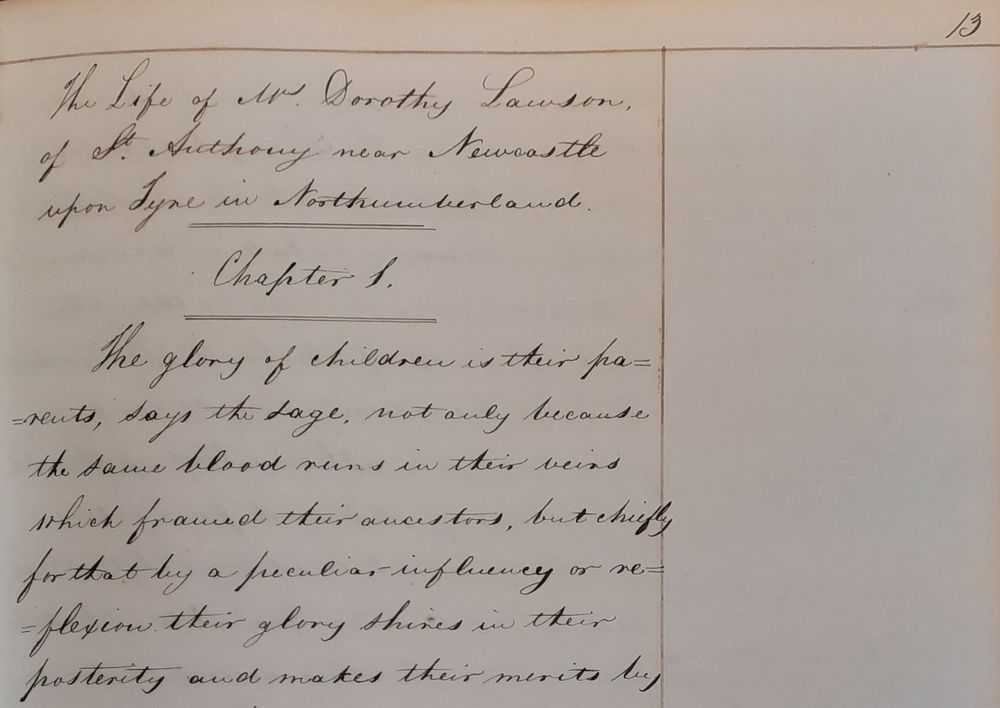 13
The Life of Mrs. Dorothy Lawson,
of St. Anthony near Newcastle
upon Tyne in Northumberland.
Chapter 1.
The glory of children is their pa=
=rents, says the sage, not only because
the same blood runs in their veins
which framed their ancestors, but chiefly
for that by a peculiar influency or re=
=flexion their glory shines in their
posterity and makes their merits by